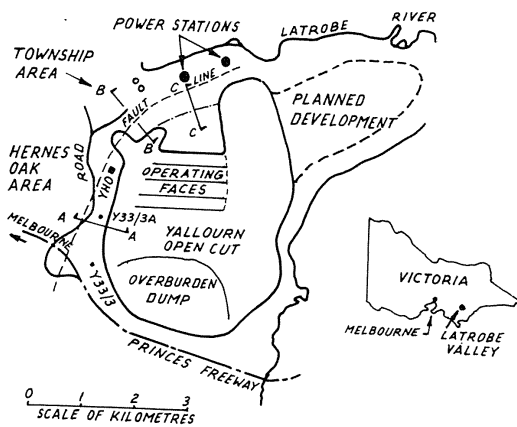 POWER STATIONS
LATROBE
RIVER
TOWNSHIP
AREA
B
C
LINE
FAULT
C
B
PLANNED
DEVELOPMENT
HERNES
OAK
AREA
ROAD
YHO
OPERATING
FACES
A
Y33/3A
A
MELBOURNE
YALLOURN
OPEN CUT
Y33/3
OVERBURDEN
DUMP
PRINCES FREEWAY
VICTORIA
MELBOURNE
LATROBE
VALLEY
0 1 2 3
SCALE OF KILOMETRES